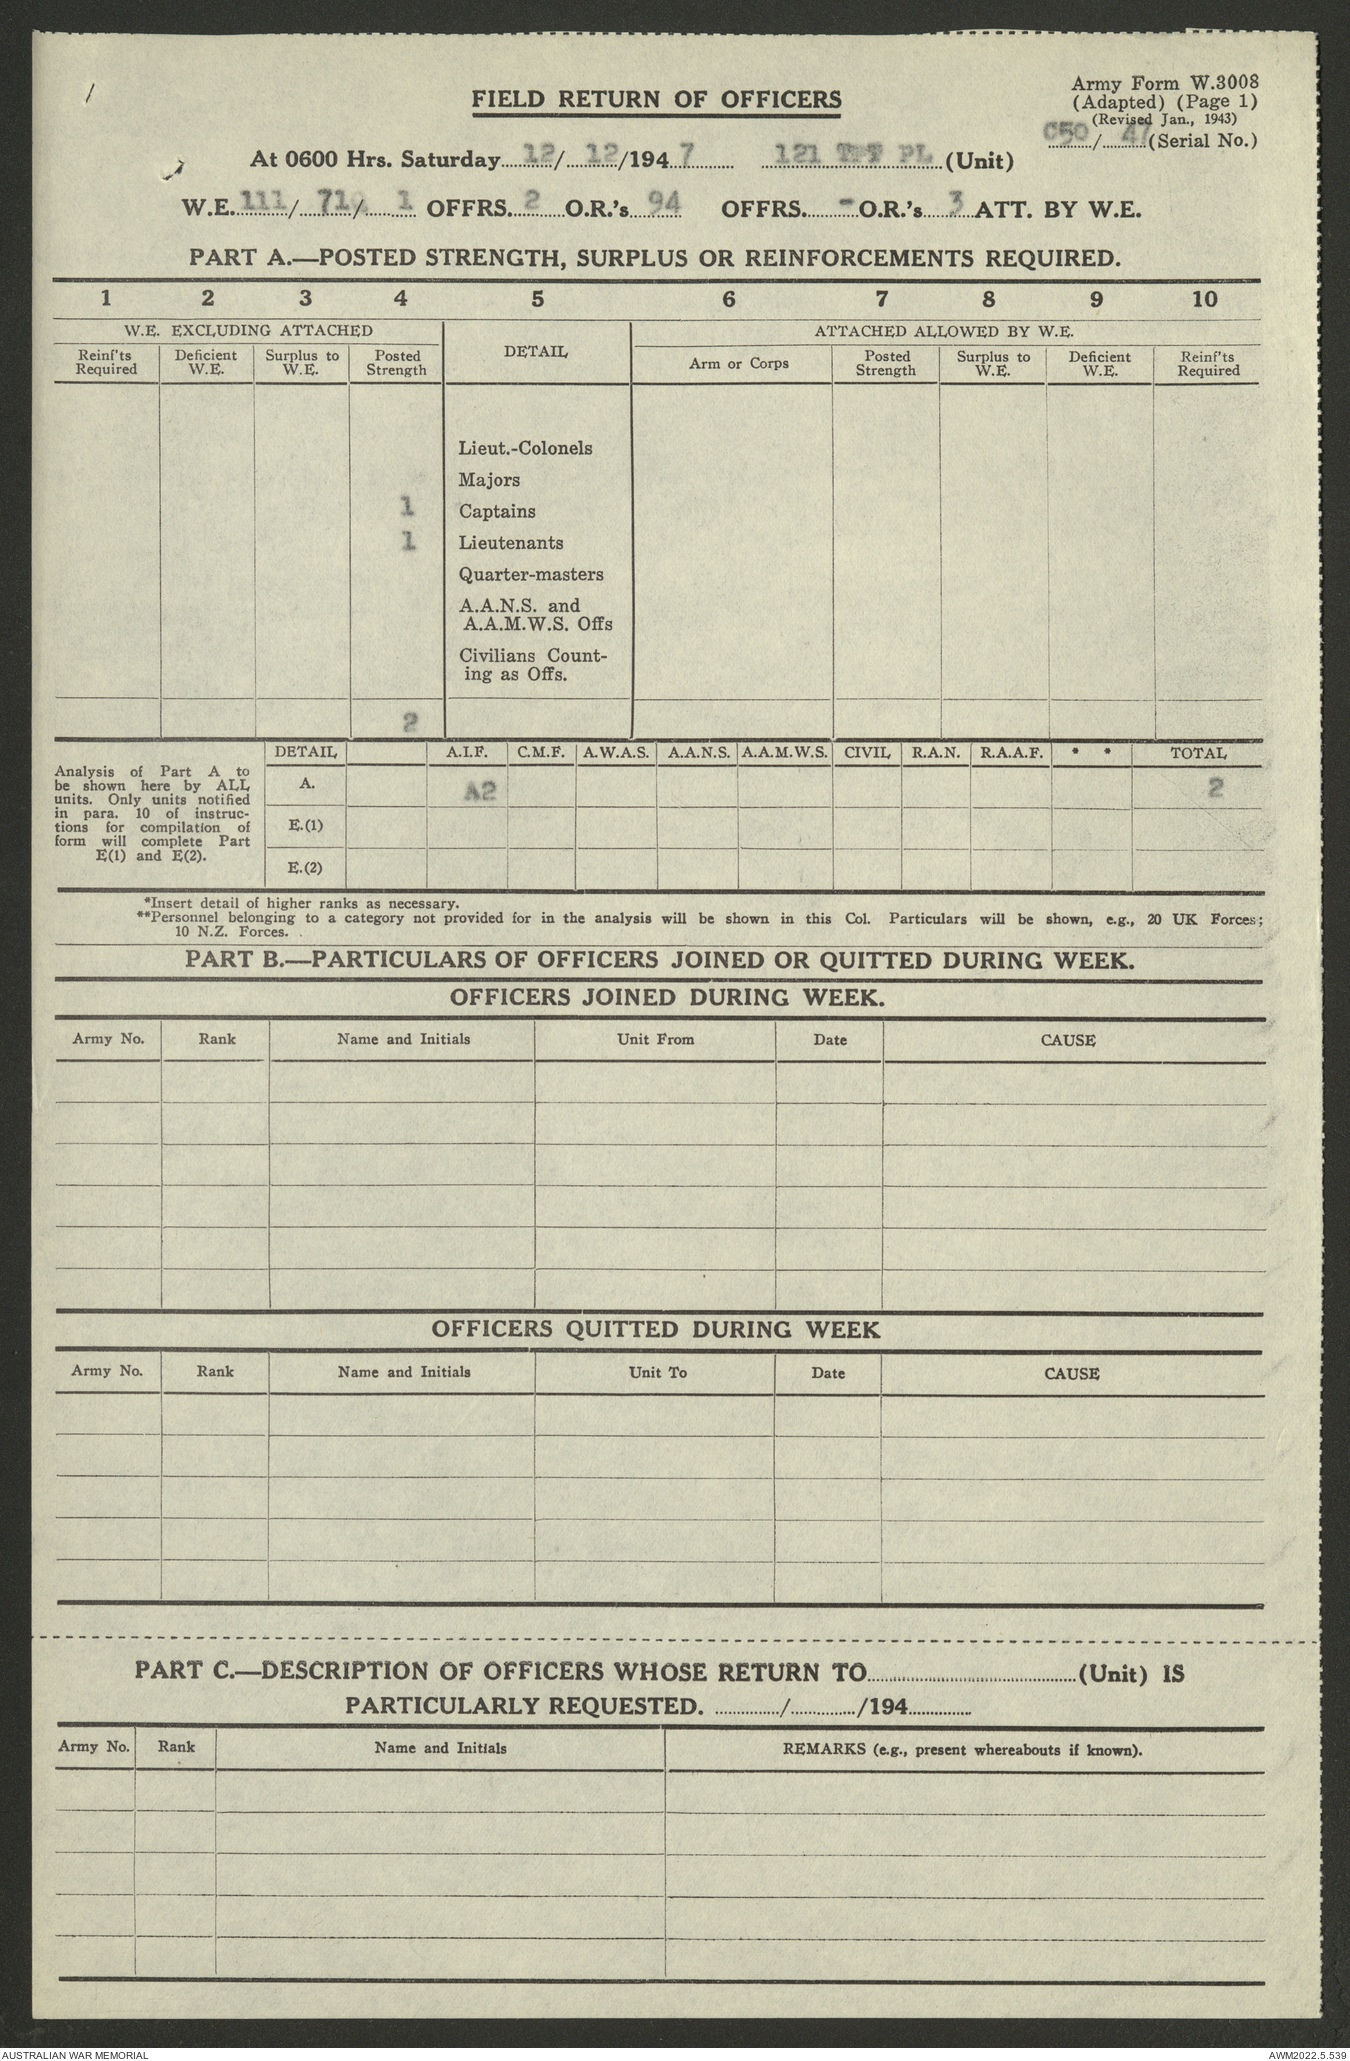 Army Form W.3008
(Adapted) (Page 1)
(Revised Jan., 1943)
C50/47(Serial No.)
FIELD RETURN OF OFFICERS
At 0600 Hrs. Saturday 12/12/1947 121 TPT PL (Unit)
W.E. 111/71/1 OFFRS. 2 O.R.'s 94 OFFRS. - O.R.'s 3 ATT. BY W.E.
PART A.—POSTED STRENGTH, SURPLUS OR REINFORCEMENTS REQUIRED.
1 2 3 4 5 6 7 8 9 10
W.E. EXCLUDING ATTACHED DETAIL ATTACHED ALLOWED BY W.E.
Reinf'ts Required Deficient W.E. Surplus to W.E. Posted Strength Arm or Corps Posted Strength Surplus to W.E. Deficient W.E. Reinf'ts Required
Lieut.-Colonels
Majors
1 Captains
1 Lieutenants
Quarter-masters
A.A.N.S. and
A.A.M.W.S. Offs
Civilians Count-
ing as Offs.
2
DETAIL A.I.F. C.M.F. A.W.A.S. A.A.N.S. A.A.M.W.S. CIVIL R.A.N. R.A.A.F. * * TOTAL
Analysis of Part A to
be shown here by ALL
units. Only units notified
in para. 10 of instruc-
tions for compilation of
form will complete Part
E(1) and E(2).
A. A2 2
E.(1)
E.(2)
*Insert detail of higher ranks as necessary.
**Personnel belonging to a category not provided for in the analysis will be shown in this Col. Particulars will be shown, e.g., 20 UK Forces;
10 N.Z. Forces.
PART B.—PARTICULARS OF OFFICERS JOINED OR QUITTED DURING WEEK.
OFFICERS JOINED DURING WEEK.
Army No. Rank Name and Initials Unit From Date CAUSE
OFFICERS QUITTED DURING WEEK
Army No. Rank Name and Initials Unit To Date CAUSE
PART C.—DESCRIPTION OF OFFICERS WHOSE RETURN TO..........(Unit) IS
PARTICULARLY REQUESTED. ........../........../194..........
Army No. Rank Name and Initials REMARKS (e.g., present whereabouts if known).
AUSTRALIAN WAR MEMORIAL AWM2022.5.539